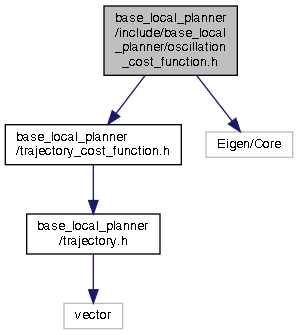 base_local_planner
/include/base_local
_planner/oscillation
_cost_function.h
base_local_planner
/trajectory_cost_function.h
Eigen/Core
base_local_planner
/trajectory.h
vector